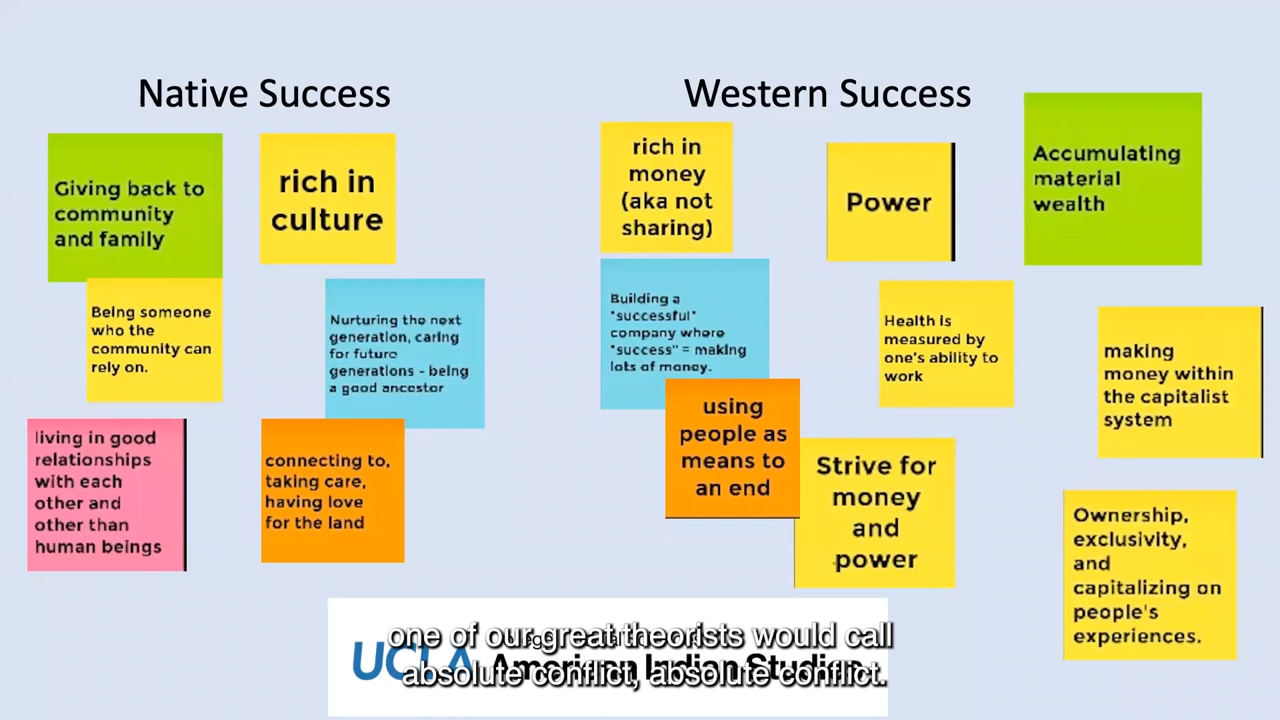 Native Success
Western Success
Giving back to
community
and family
rich in
culture
Being someone
who the
community can
rely on.
Nurturing the next
generation, caring
for future
generations - being
a good ancestor
living in good
relationships
with each
other and
other than
human beings
connecting to,
taking care,
having love
for the land
rich in
money
(aka not
sharing)
Power
Accumulating
material
wealth
Building a
"successful"
company where
"success" = making
lots of money.
Health is
measured by
one's ability to
work
making
money within
the capitalist
system
using
people as
means to
an end
Strive for
money
and
power
Ownership,
exclusivity,
and
capitalizing on
people's
experiences.
UCLA
American Indian Studies
one of our great theorists would call
absolute conflict, absolute conflict.